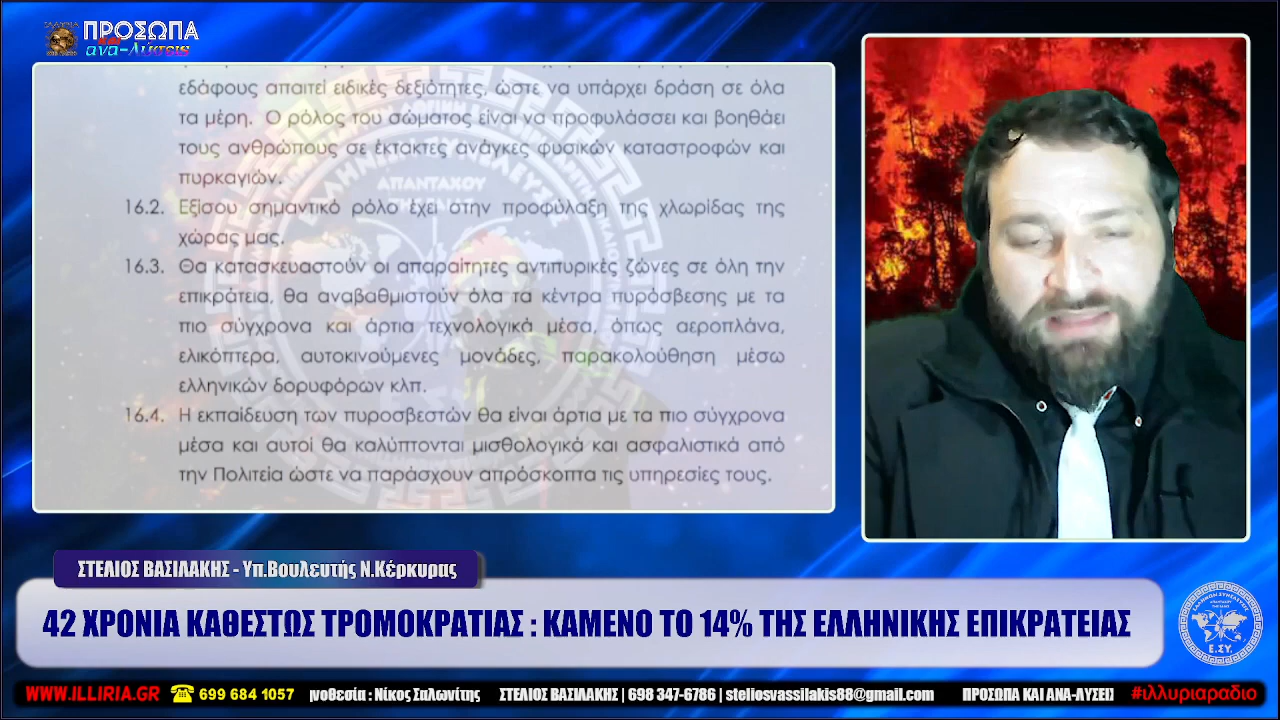 ΠΡΟΣΩΠΑ
και
ανα-λύσεις
εδάφους απαιτεί ειδικές δεξιότητες, ώστε να υπάρχει δράση σε όλα
τα μέρη. Ο ρόλος του σώματος είναι να προφυλάσσει και βοηθάει
τους ανθρώπους σε έκτακτες ανάγκες φυσικών καταστροφών και
πυρκαγιών.
16.2. Εξίσου σημαντικό ρόλο έχει στην προφύλαξη της χλωρίδας της
χώρας μας.
16.3. Θα κατασκευαστούν οι απαραίτητες αντιπυρικές ζώνες σε όλη την
επικράτεια, θα αναβαθμιστούν όλα τα κέντρα πυρόσβεσης με τα
πιο σύγχρονα και άρτια τεχνολογικά μέσα, όπως αεροπλάνα,
ελικόπτερα, αυτοκινούμενες μονάδες, παρακολούθηση μέσω
ελληνικών δορυφόρων κλπ.
16.4. Η εκπαίδευση των πυροσβεστών θα είναι άρτια με τα πιο σύγχρονα
μέσα και αυτοί θα καλύπτονται μισθολογικά και ασφαλιστικά από
την Πολιτεία ώστε να παράσχουν απρόσκοπτα τις υπηρεσίες τους.
ΑΠΑΝΤΑΧΟΥ
ΣΤΕΛΙΟΣ ΒΑΣΙΛΑΚΗΣ - Υπ.Βουλευτής Ν.Κέρκυρας
42 ΧΡΟΝΙΑ ΚΑΘΕΣΤΩΣ ΤΡΟΜΟΚΡΑΤΙΑΣ : ΚΑΜΕΝΟ ΤΟ 14% ΤΗΣ ΕΛΛΗΝΙΚΗΣ ΕΠΙΚΡΑΤΕΙΑΣ
Ε.ΣΥ.
WWW.ILLIRIA.GR ☎ 699 684 1057 ηνοθεσία : Νίκος Σαλωνίτης ΣΤΕΛΙΟΣ ΒΑΣΙΛΑΚΗΣ | 698 347-6786 | steliosvassilakis88@gmail.com ΠΡΟΣΩΠΑ ΚΑΙ ΑΝΑ-ΛΥΣΕΙΣ #ιλλυριαραδιο